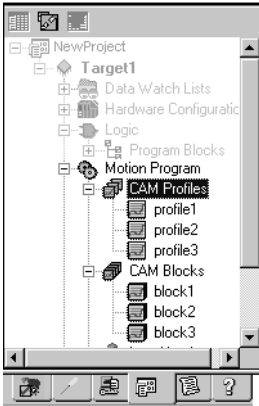 NewProject
Target1
Data Watch Lists
Hardware Configuratic
Logic
Program Blocks
Motion Program
CAM Profiles
profile1
profile2
profile3
CAM Blocks
block1
block2
block3